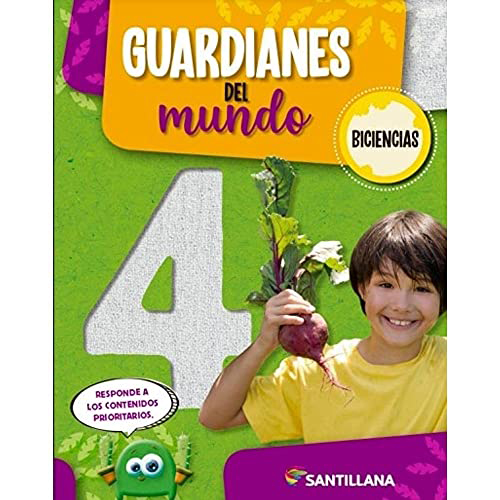 GUARDIANES
DEL
mundo
BICIENCIAS
4
RESPONDE A
LOS CONTENIDOS
PRIORITARIOS.
SANTILLANA